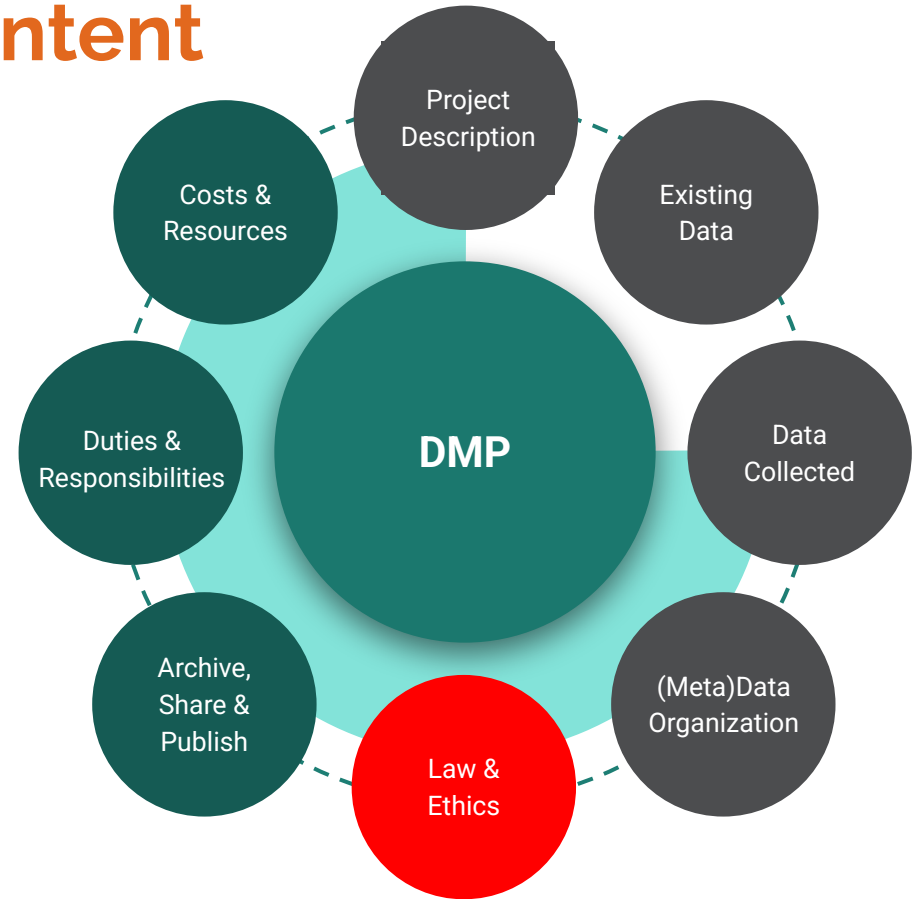 ntent
Project
Description
Existing
Data
Data
Collected
(Meta)Data
Organization
Law &
Ethics
Archive,
Share &
Publish
Duties &
Responsibilities
Costs &
Resources
DMP